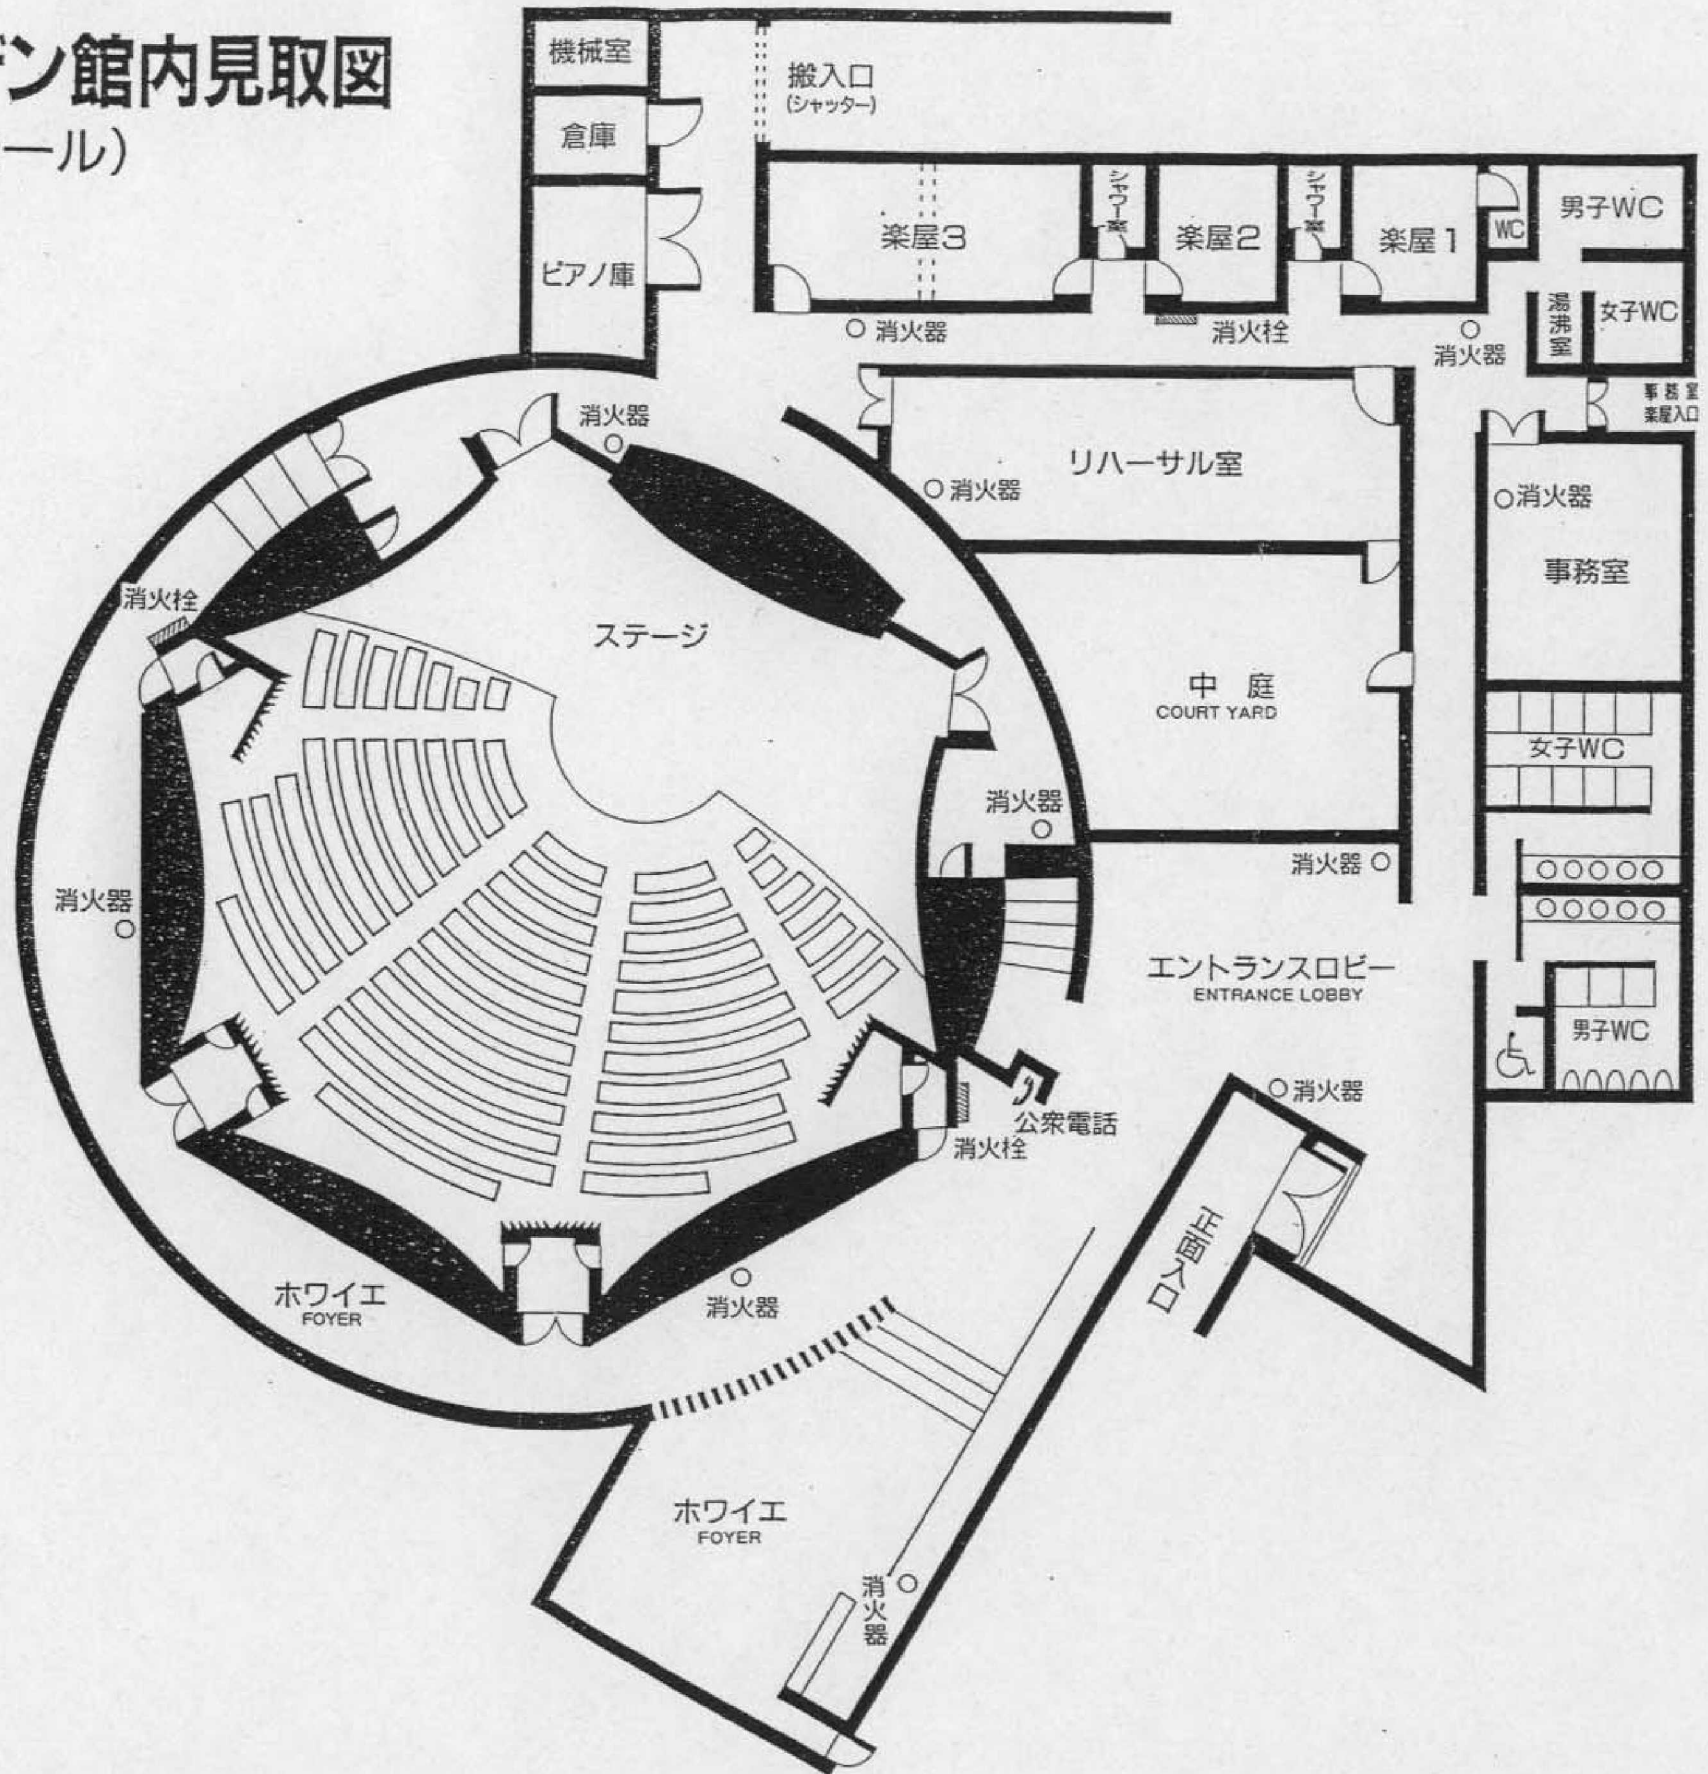 ン館内見取図
ール)
機械室
搬入口
(シャッター)
倉庫
ピアノ庫
楽屋3
シャワー室
楽屋2
シャワー室
楽屋1
WC
男子WC
女子WC
湯沸室
消火器
消火栓
消火器
事務室
楽屋入口
消火器
リハーサル室
消火器
消火器
事務室
消火栓
ステージ
中庭
COURT YARD
女子WC
消火器
消火器
消火器
エントランスロビー
ENTRANCE LOBBY
男子WC
消火器
公衆電話
消火栓
正面入口
ホワイエ
FOYER
消火器
ホワイエ
FOYER
消火器